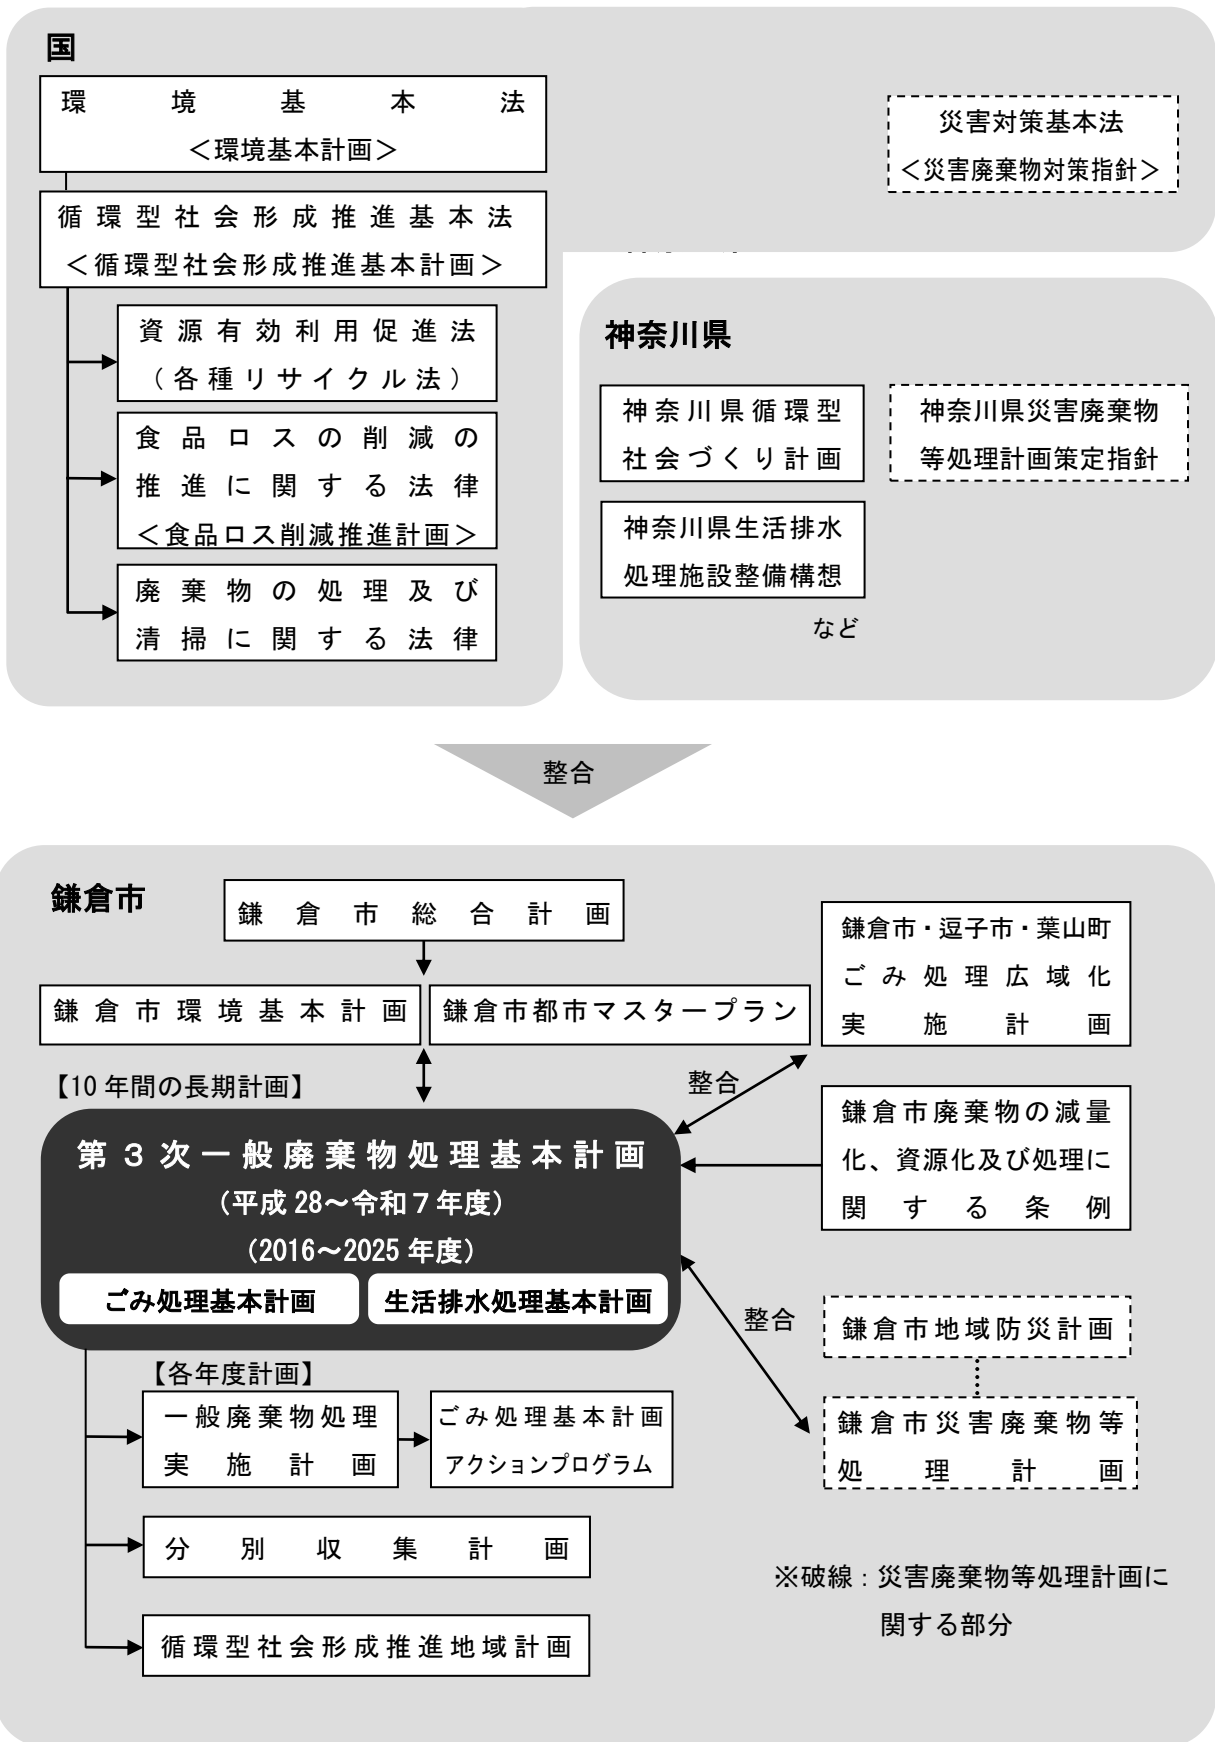 国
環境基本法
＜環境基本計画＞
災害対策基本法
＜災害廃棄物対策指針＞
循環型社会形成推進基本法
＜循環型社会形成推進基本計画＞
資源有効利用促進法
（各種リサイクル法）
食品ロスの削減の
推進に関する法律
＜食品ロス削減推進計画＞
廃棄物の処理及び
清掃に関する法律
神奈川県
神奈川県循環型
社会づくり計画
神奈川県災害廃棄物
等処理計画策定指針
神奈川県生活排水
処理施設整備構想
など
整合
鎌倉市
鎌倉市総合計画
鎌倉市環境基本計画
鎌倉市都市マスタープラン
鎌倉市・逗子市・葉山町
ごみ処理広域化
実施計画
【10年間の長期計画】
整合
第３次一般廃棄物処理基本計画
（平成28～令和７年度）
（2016～2025年度）
ごみ処理基本計画
生活排水処理基本計画
鎌倉市廃棄物の減量
化、資源化及び処理に
関する条例
整合
鎌倉市地域防災計画
鎌倉市災害廃棄物等
処理計画
【各年度計画】
一般廃棄物処理
実施計画
ごみ処理基本計画
アクションプログラム
分別収集計画
循環型社会形成推進地域計画
※破線：災害廃棄物等処理計画に
関する部分